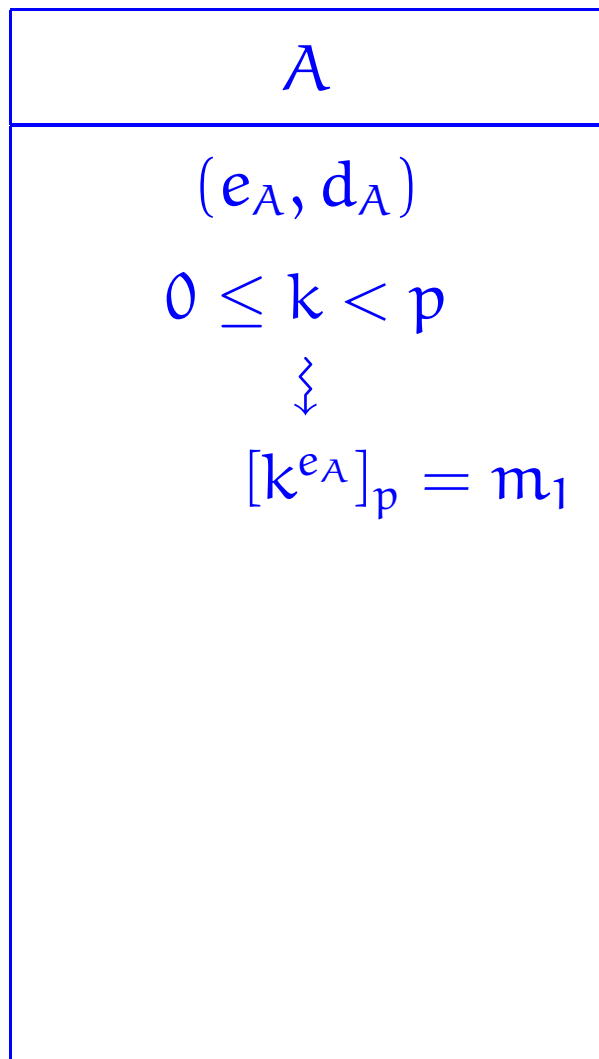 A
(e_A, d_A)
0 ≤ k < p
[k^{e_A}]_p = m_1